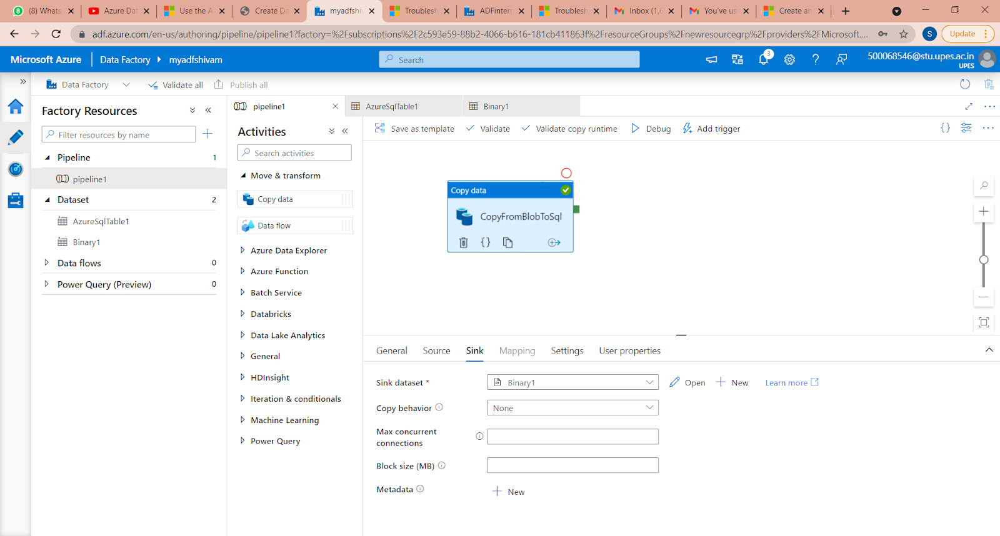 (8) Whats
Azure Dat
Use the A
Create Da
myadfshiv
Troublesh
ADFintern
Troublesh
Inbox (1,6
You've us
Create an
adf.azure.com/en-us/authoring/pipeline/pipeline1?factory=%2Fsubscriptions%2F2c593e59-88b2-4066-b616-181cb411863f%2FresourceGroups%2Fnewresourcegrp%2Fproviders%2FMicrosoft....
S
Update
Microsoft Azure
Data Factory
myadfshivam
Search
3
500068546@stu.upes.ac.in
UPES
Data Factory
Validate all
Publish all
Factory Resources
Filter resources by name
Pipeline 1
pipeline1
Dataset 2
AzureSqlTable1
Binary1
Data flows 0
Power Query (Preview) 0
pipeline1
AzureSqlTable1
Binary1
Activities
Search activities
Move & transform
Copy data
Data flow
Azure Data Explorer
Azure Function
Batch Service
Databricks
Data Lake Analytics
General
HDInsight
Iteration & conditionals
Machine Learning
Power Query
Save as template
Validate
Validate copy runtime
Debug
Add trigger
Copy data
CopyFromBlobToSql
General
Source
Sink
Mapping
Settings
User properties
Sink dataset *
Binary1
Open
New
Learn more
Copy behavior
None
Max concurrent
connections
Block size (MB)
Metadata
New